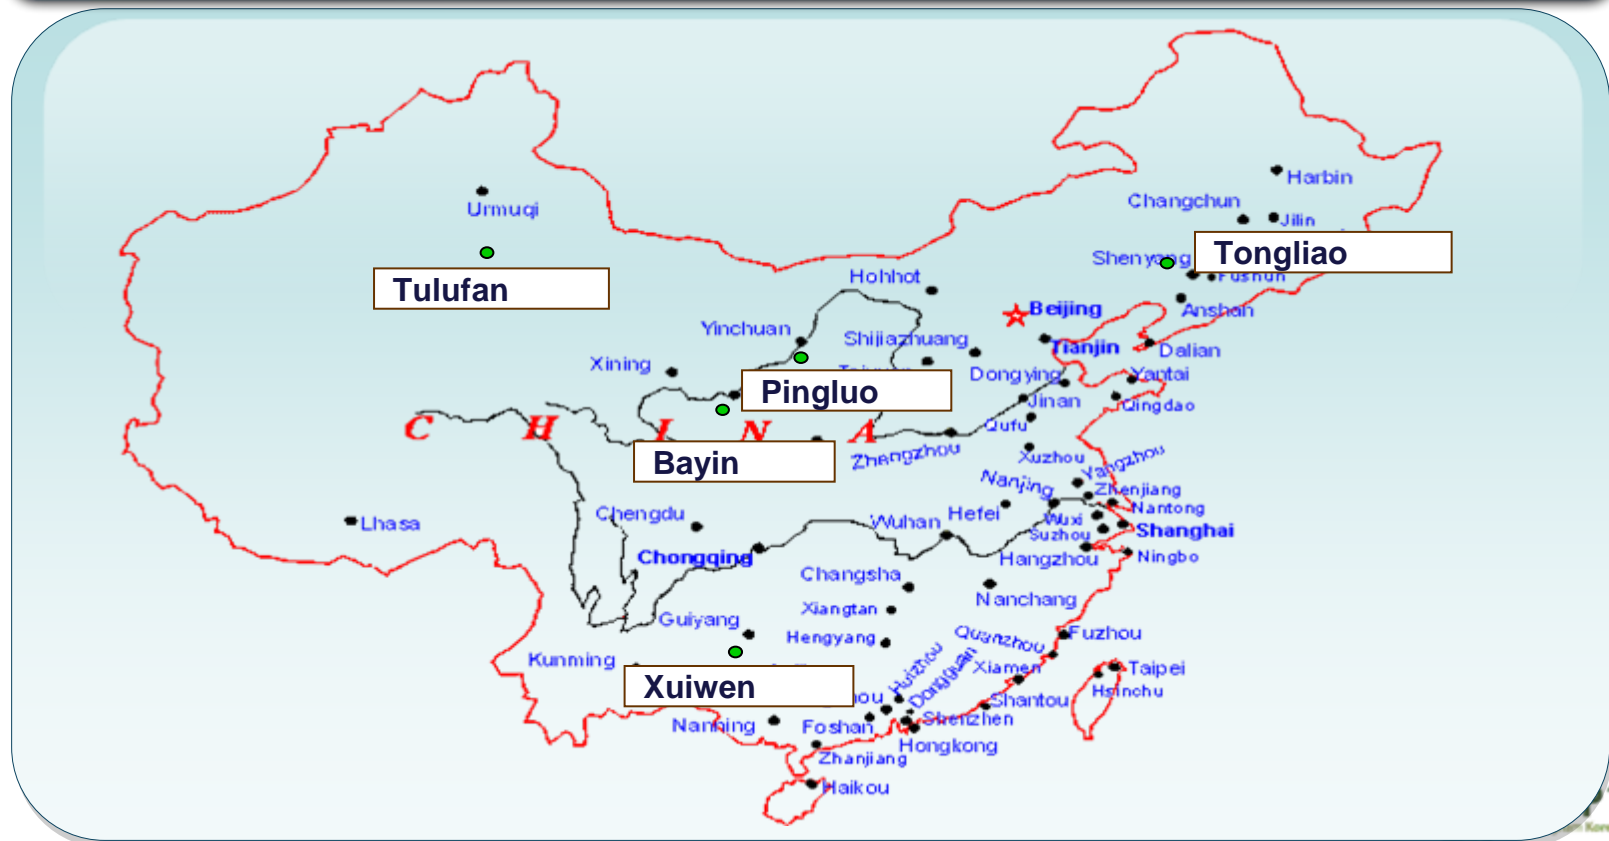 Harbin
Changchun
Jilin
Urmuqi
Tongliao
Shenyang
Fushun
Tulufan
Hohhot
Beijing
Anshan
Yinchuan
Shijiazhuang
Tianjin
Dalian
Xining
Dongying
Yantai
Pingluo
Jinan
Qingdao
C H I N A
Qufu
Zhengzhou
Xuzhou
Yangzhou
Bayin
Nanjing
Zhenjiang
Nantong
Lhasa
Chengdu
Wuhan
Hefei
Wuxi
Suzhou
Shanghai
Chongqing
Hangzhou
Ningbo
Changsha
Nanchang
Xiangtan
Guiyang
Hengyang
Quanzhou
Fuzhou
Kunming
Huizhou
Dongguan
Xiamen
Taipei
Xuiwen
Hsinchu
Shantou
Nanning
Foshan
Shenzhen
Hongkong
Zhanjiang
Haikou